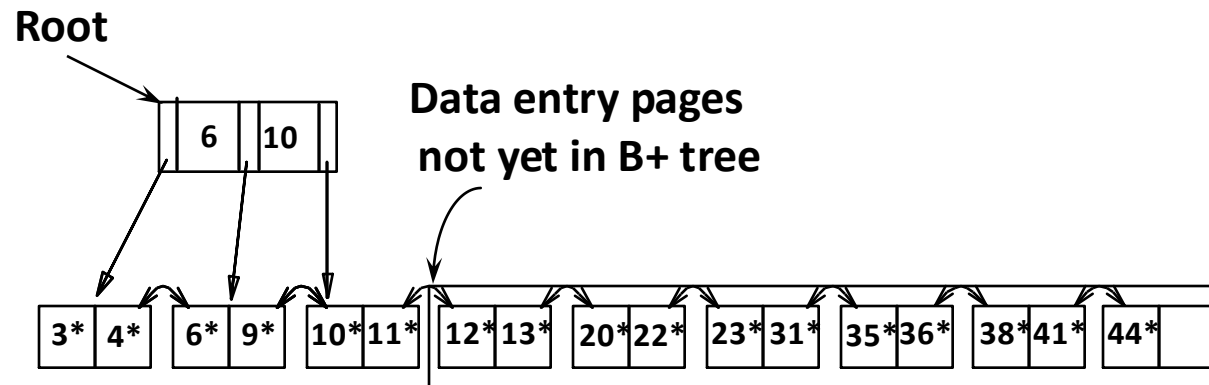 Root
Data entry pages
not yet in B+ tree
6 10
3* 4* 6* 9* 10* 11* 12* 13* 20* 22* 23* 31* 35* 36* 38* 41* 44*